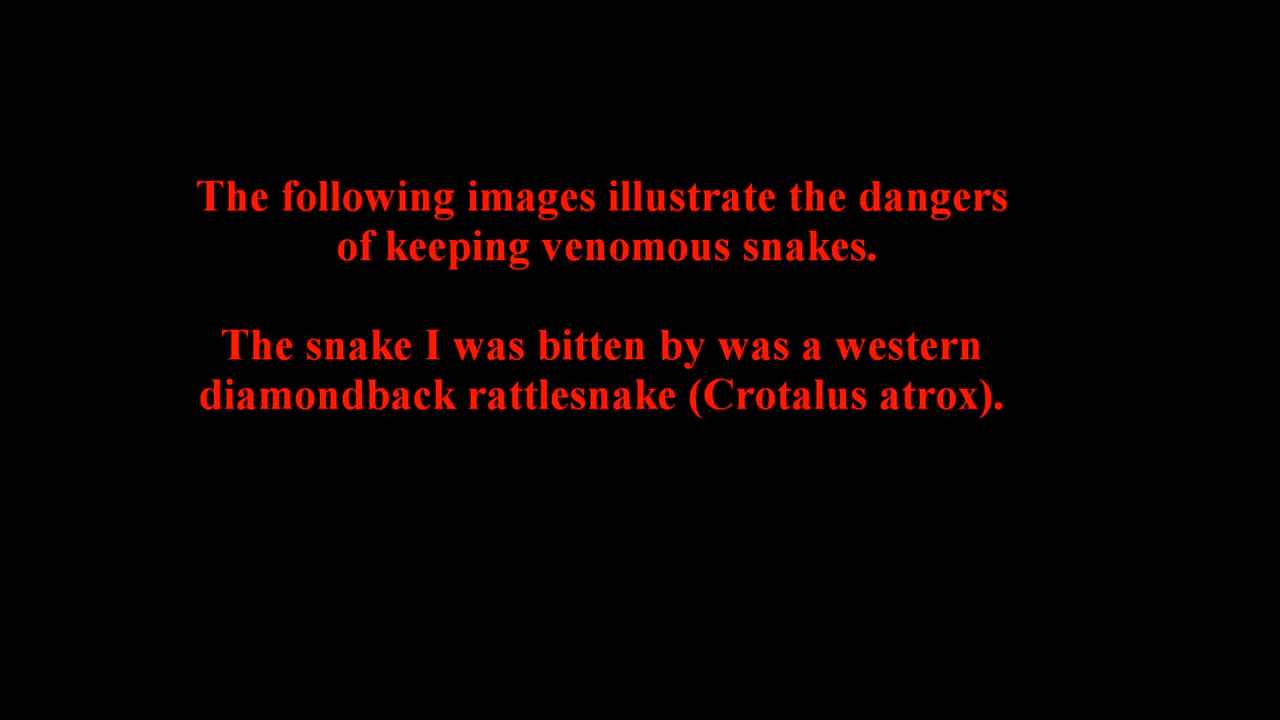 The following images illustrate the dangers
of keeping venomous snakes.
The snake I was bitten by was a western
diamondback rattlesnake (Crotalus atrox).